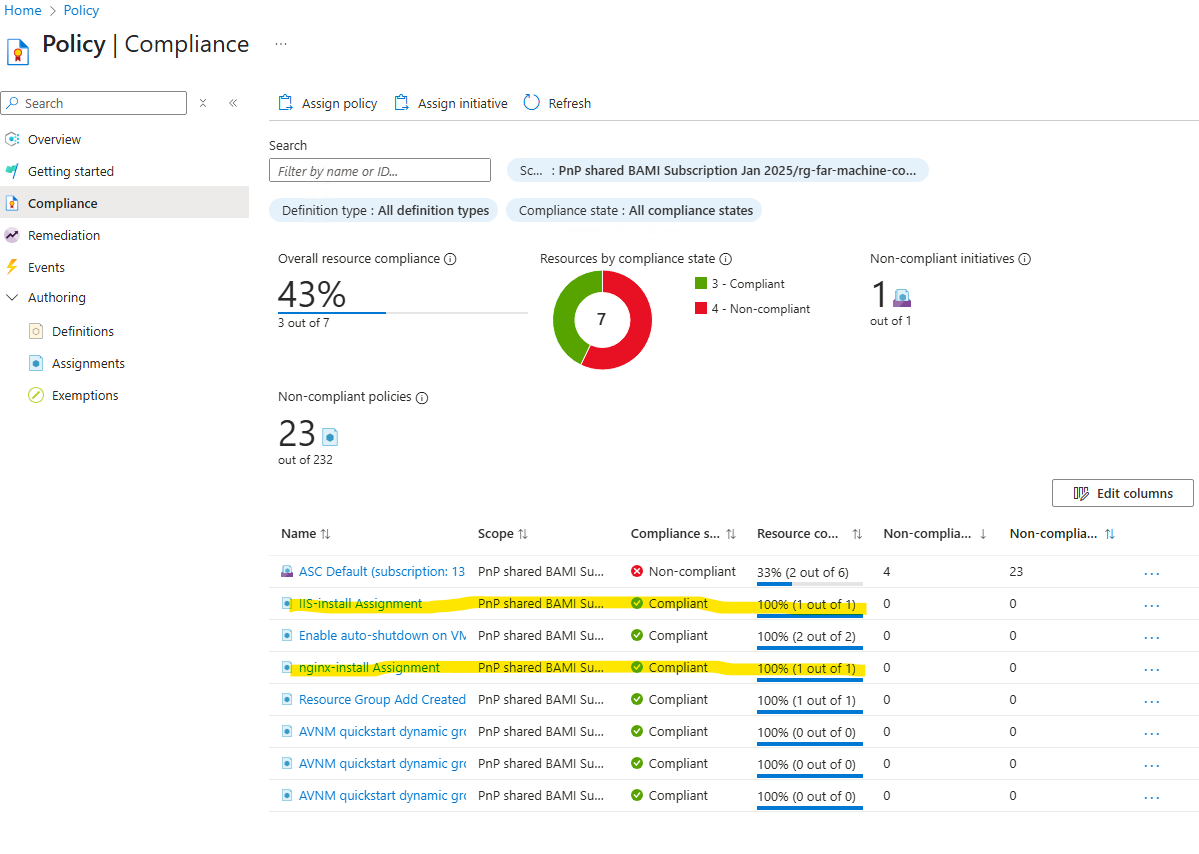 Home > Policy
Policy | Compliance ...
Search
Overview
Getting started
Compliance
Remediation
Events
Authoring
Definitions
Assignments
Exemptions
Assign policy Assign initiative Refresh
Search
Filter by name or ID...
Sc... : PnP shared BAMI Subscription Jan 2025/rg-far-machine-co...
Definition type : All definition types
Compliance state : All compliance states
Overall resource compliance
43%
3 out of 7
Resources by compliance state
7
3 - Compliant
4 - Non-compliant
Non-compliant initiatives
1
out of 1
Non-compliant policies
23
out of 232
Edit columns
Name Scope Compliance s... Resource co... Non-complia... Non-complia...
ASC Default (subscription: 13 PnP shared BAMI Su... Non-compliant 33% (2 out of 6) 4 23 ...
IIS-install Assignment PnP shared BAMI Su... Compliant 100% (1 out of 1) 0 0 ...
Enable auto-shutdown on VM PnP shared BAMI Su... Compliant 100% (2 out of 2) 0 0 ...
nginx-install Assignment PnP shared BAMI Su... Compliant 100% (1 out of 1) 0 0 ...
Resource Group Add Created PnP shared BAMI Su... Compliant 100% (1 out of 1) 0 0 ...
AVNM quickstart dynamic gro PnP shared BAMI Su... Compliant 100% (0 out of 0) 0 0 ...
AVNM quickstart dynamic gro PnP shared BAMI Su... Compliant 100% (0 out of 0) 0 0 ...
AVNM quickstart dynamic gro PnP shared BAMI Su... Compliant 100% (0 out of 0) 0 0 ...